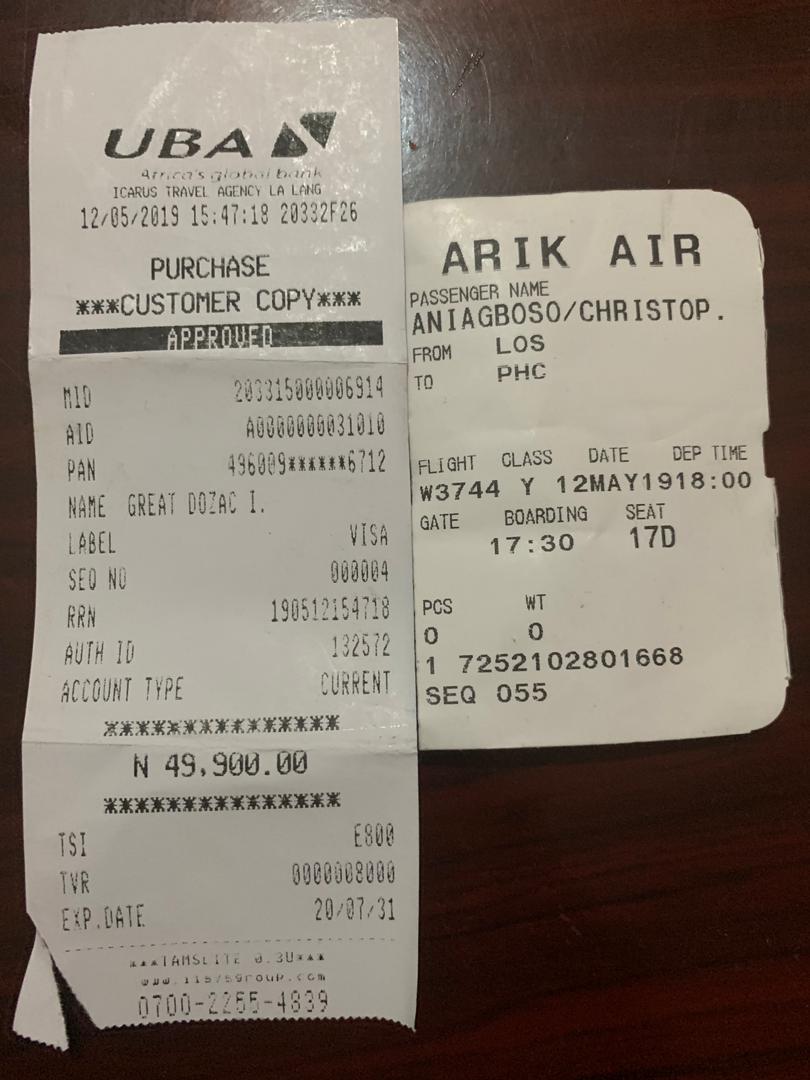 UBA
Africa's global bank
ICARUS TRAVEL AGENCY LA LANG
12/05/2019 15:47:18 20332F26
PURCHASE
***CUSTOMER COPY***
APPROVED
MID 203315000006914
AID A0000000031010
PAN 496009******6712
NAME GREAT DOZAC I.
LABEL VISA
SEQ NO 000004
RRN 190512154718
AUTH ID 132572
ACCOUNT TYPE CURRENT
***************
N 49,900.00
***************
TSI E800
TVR 0000008000
EXP.DATE 20/07/31
***TAMSLITE 0.3U***
0700-2255-4839
ARIK AIR
PASSENGER NAME
ANIAGBOSO/CHRISTOP.
FROM LOS
TO PHC
FLIGHT CLASS DATE DEP TIME
W3744 Y 12MAY1918:00
GATE BOARDING SEAT
17:30 17D
PCS WT
0 0
1 7252102801668
SEQ 055